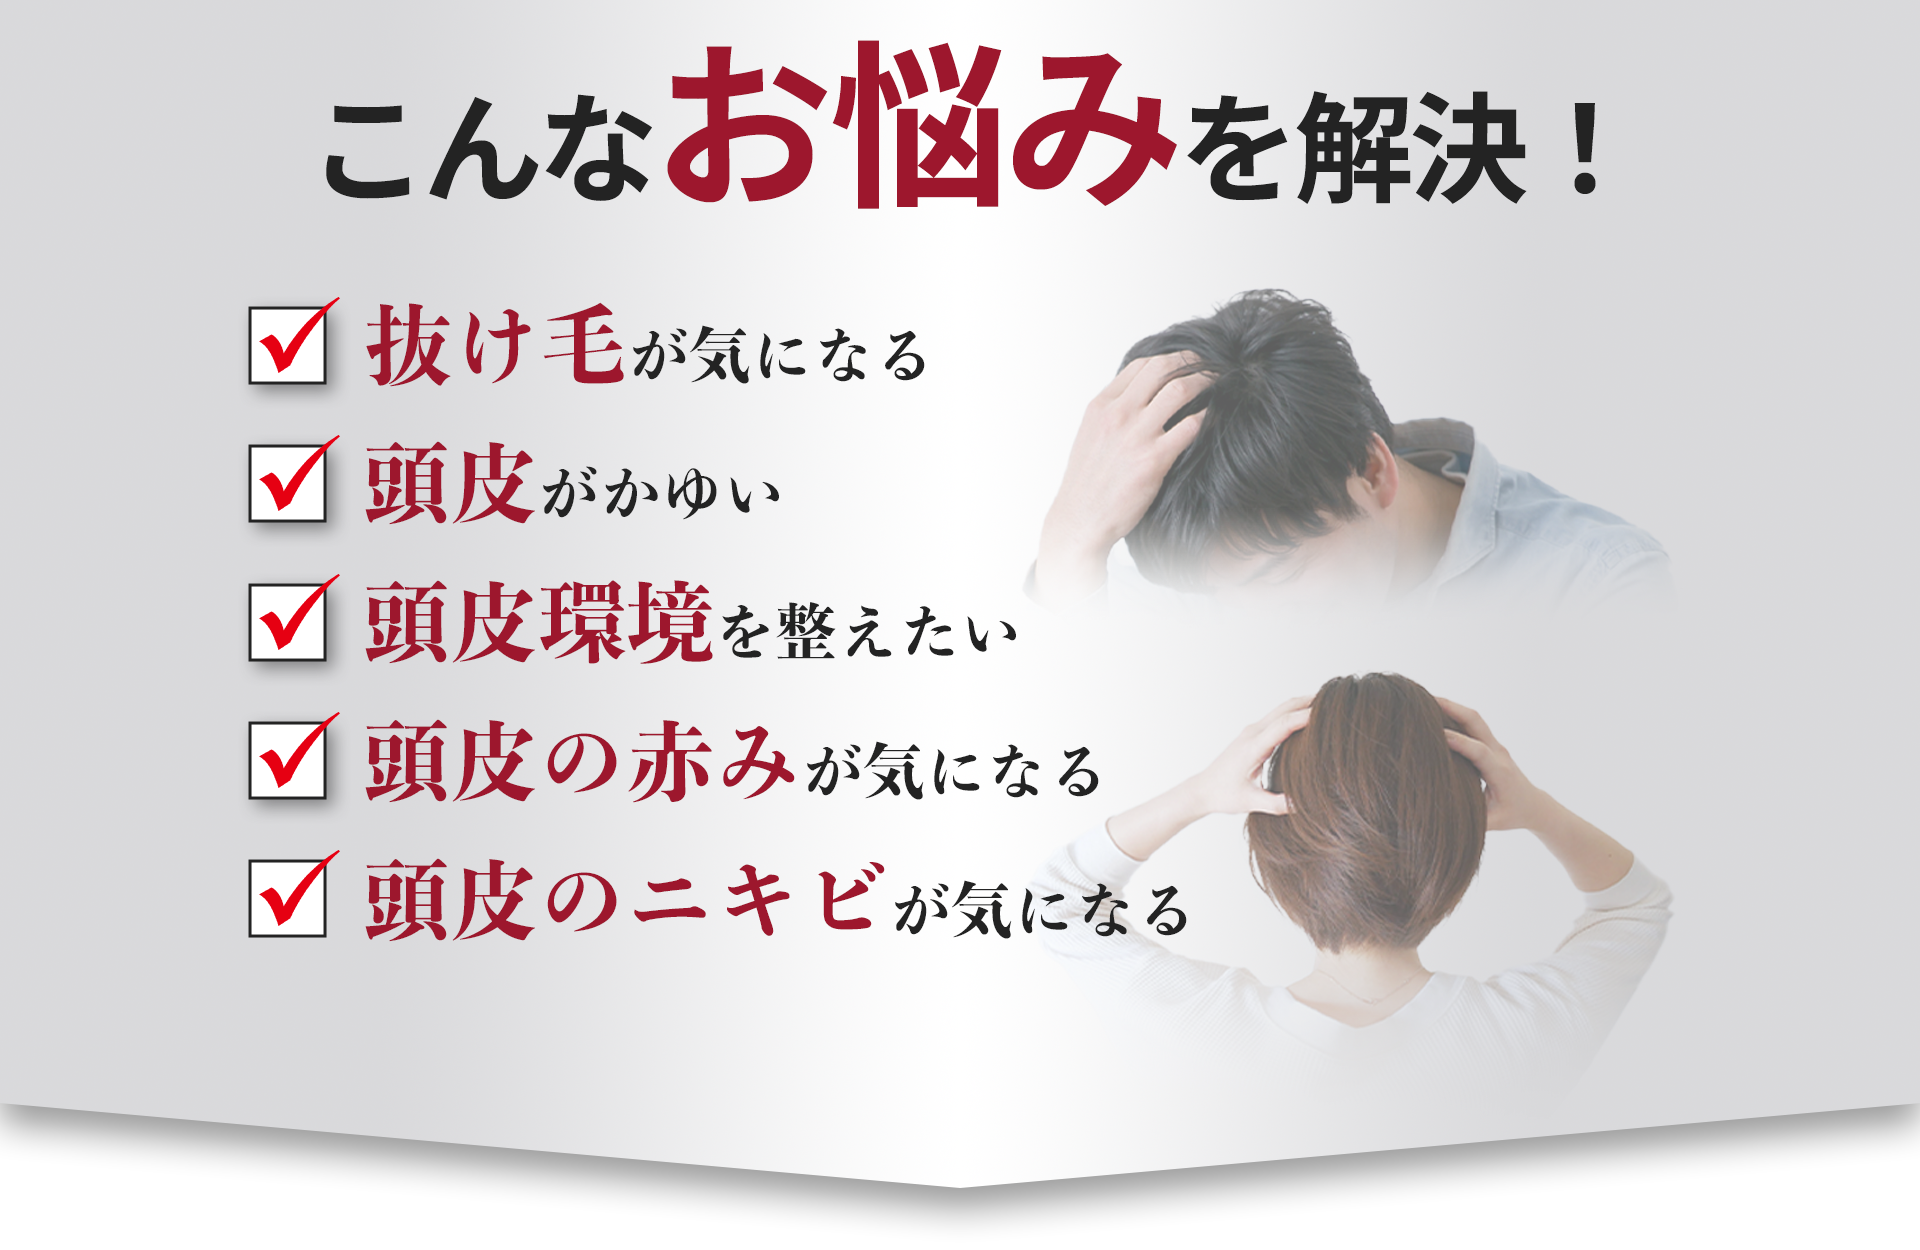 こんなお悩みを解決！
抜け毛が気になる
頭皮がかゆい
頭皮環境を整えたい
頭皮の赤みが気になる
頭皮のニキビが気になる